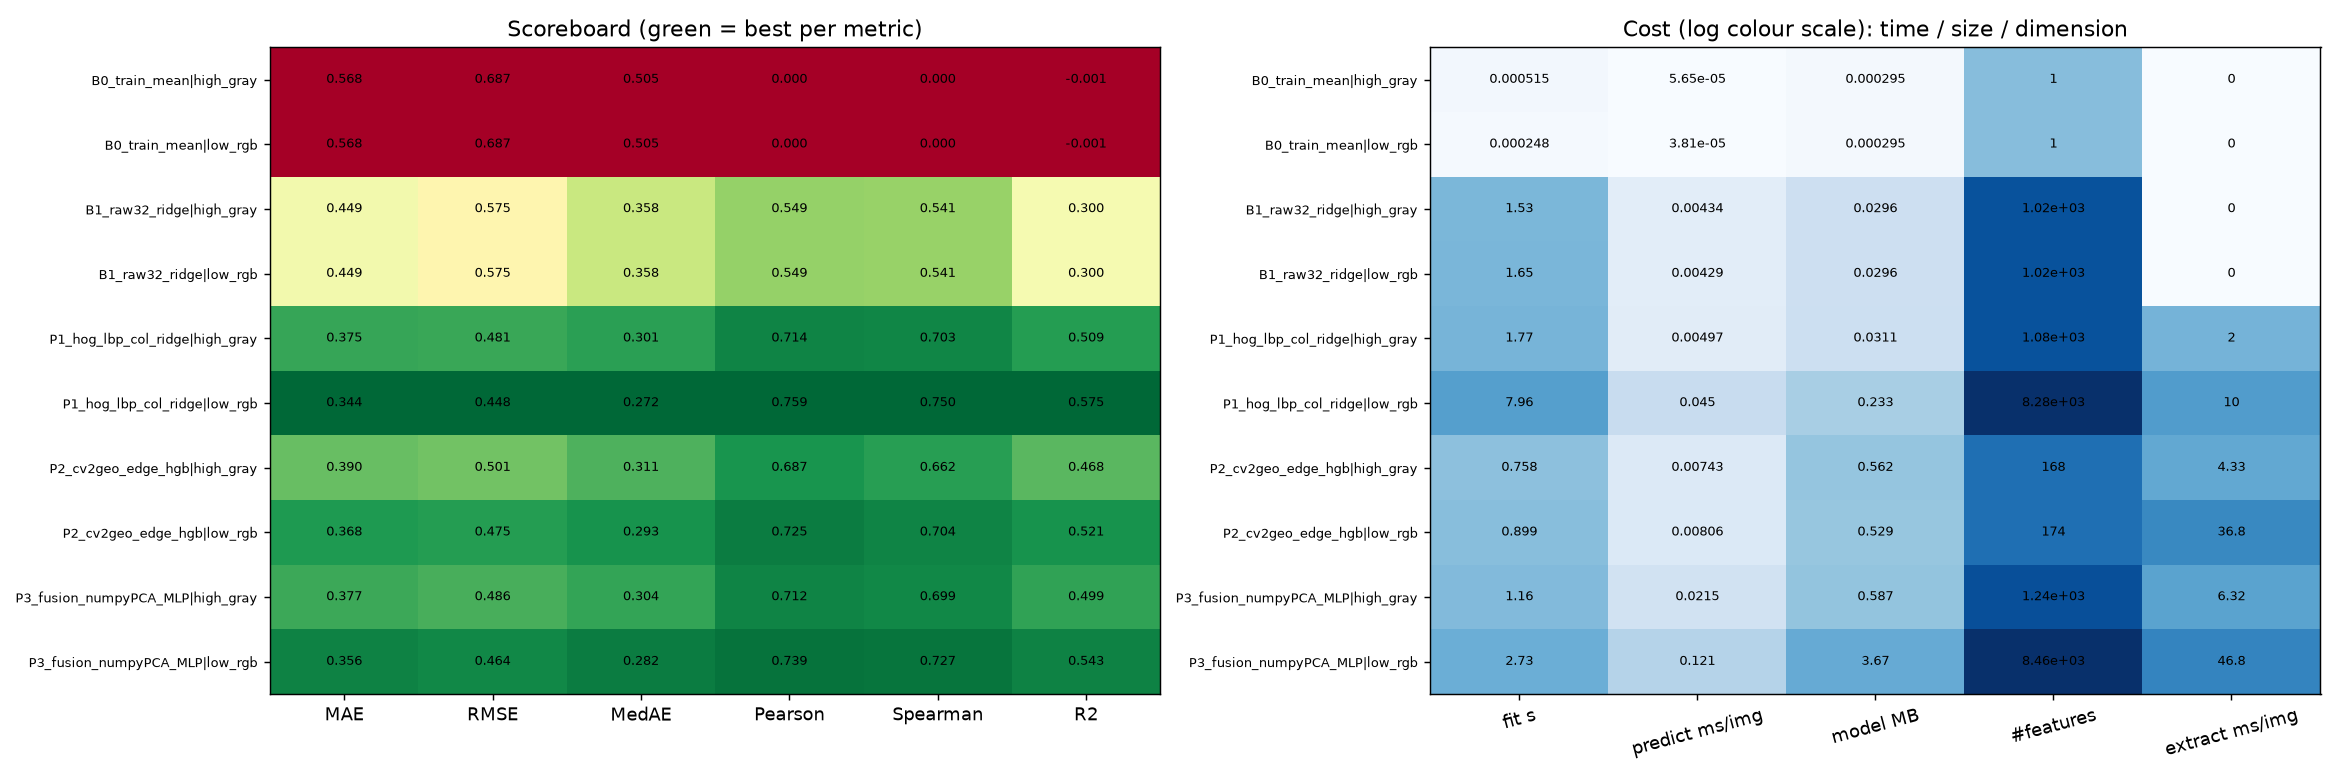 Scoreboard (green = best per metric)
B0_train_mean|high_gray 0.568 0.687 0.505 0.000 0.000 -0.001
B0_train_mean|low_rgb 0.568 0.687 0.505 0.000 0.000 -0.001
B1_raw32_ridge|high_gray 0.449 0.575 0.358 0.549 0.541 0.300
B1_raw32_ridge|low_rgb 0.449 0.575 0.358 0.549 0.541 0.300
P1_hog_lbp_col_ridge|high_gray 0.375 0.481 0.301 0.714 0.703 0.509
P1_hog_lbp_col_ridge|low_rgb 0.344 0.448 0.272 0.759 0.750 0.575
P2_cv2geo_edge_hgb|high_gray 0.390 0.501 0.311 0.687 0.662 0.468
P2_cv2geo_edge_hgb|low_rgb 0.368 0.475 0.293 0.725 0.704 0.521
P3_fusion_numpyPCA_MLP|high_gray 0.377 0.486 0.304 0.712 0.699 0.499
P3_fusion_numpyPCA_MLP|low_rgb 0.356 0.464 0.282 0.739 0.727 0.543
MAE RMSE MedAE Pearson Spearman R2
Cost (log colour scale): time / size / dimension
B0_train_mean|high_gray 0.000515 5.65e-05 0.000295 1 0
B0_train_mean|low_rgb 0.000248 3.81e-05 0.000295 1 0
B1_raw32_ridge|high_gray 1.53 0.00434 0.0296 1.02e+03 0
B1_raw32_ridge|low_rgb 1.65 0.00429 0.0296 1.02e+03 0
P1_hog_lbp_col_ridge|high_gray 1.77 0.00497 0.0311 1.08e+03 2
P1_hog_lbp_col_ridge|low_rgb 7.96 0.045 0.233 8.28e+03 10
P2_cv2geo_edge_hgb|high_gray 0.758 0.00743 0.562 168 4.33
P2_cv2geo_edge_hgb|low_rgb 0.899 0.00806 0.529 174 36.8
P3_fusion_numpyPCA_MLP|high_gray 1.16 0.0215 0.587 1.24e+03 6.32
P3_fusion_numpyPCA_MLP|low_rgb 2.73 0.121 3.67 8.46e+03 46.8
fit s predict ms/img model MB #features extract ms/img